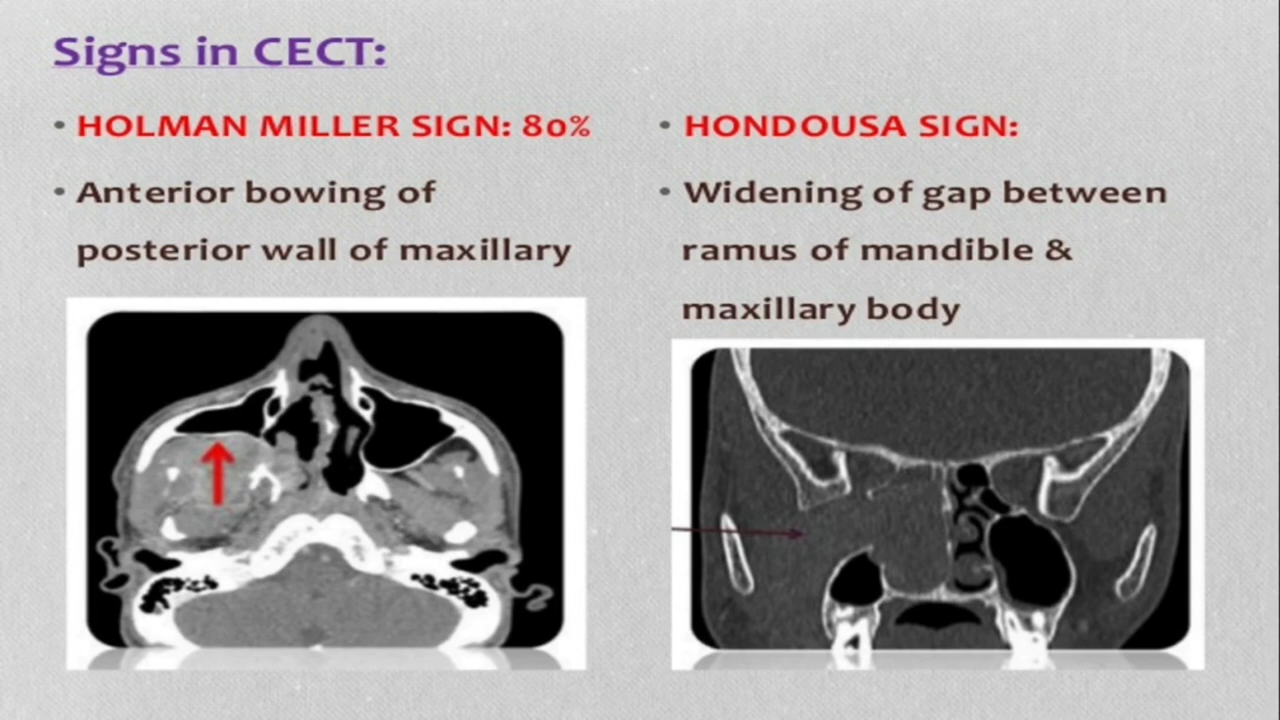 Signs in CECT:
• HOLMAN MILLER SIGN: 80%
• Anterior bowing of
posterior wall of maxillary
• HONDOUSA SIGN:
• Widening of gap between
ramus of mandible &
maxillary body